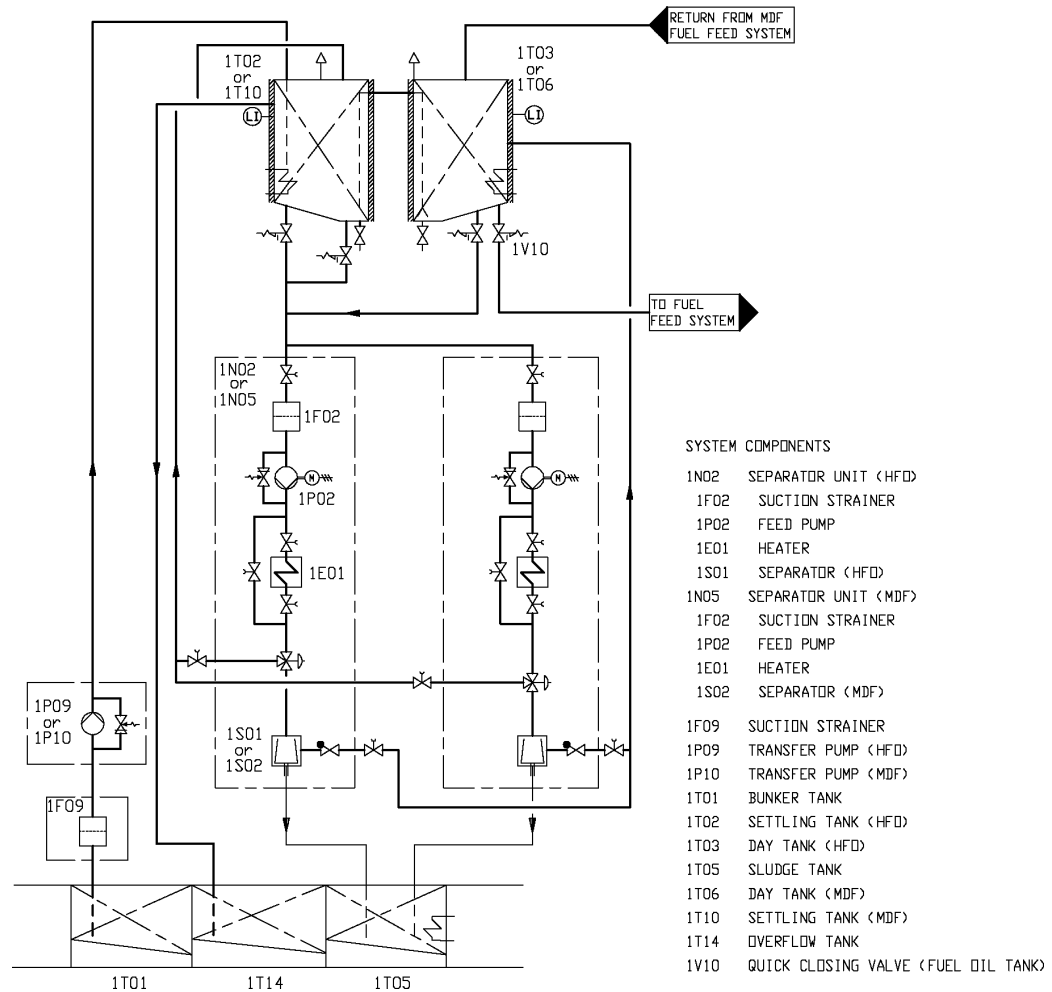 RETURN FROM MDF
FUEL FEED SYSTEM
1T02
or
1T10
1T03
or
1T06
LI
LI
1V10
TO FUEL
FEED SYSTEM
1N02
or
1N05
1F02
M
M
1P02
1E01
1P09
or
1P10
1S01
or
1S02
1F09
1T01
1T14
1T05
SYSTEM COMPONENTS
1N02 SEPARATOR UNIT (HFO)
1F02 SUCTION STRAINER
1P02 FEED PUMP
1E01 HEATER
1S01 SEPARATOR (HFO)
1N05 SEPARATOR UNIT (MDF)
1F02 SUCTION STRAINER
1P02 FEED PUMP
1E01 HEATER
1S02 SEPARATOR (MDF)
1F09 SUCTION STRAINER
1P09 TRANSFER PUMP (HFO)
1P10 TRANSFER PUMP (MDF)
1T01 BUNKER TANK
1T02 SETTLING TANK (HFO)
1T03 DAY TANK (HFO)
1T05 SLUDGE TANK
1T06 DAY TANK (MDF)
1T10 SETTLING TANK (MDF)
1T14 OVERFLOW TANK
1V10 QUICK CLOSING VALVE (FUEL OIL TANK)